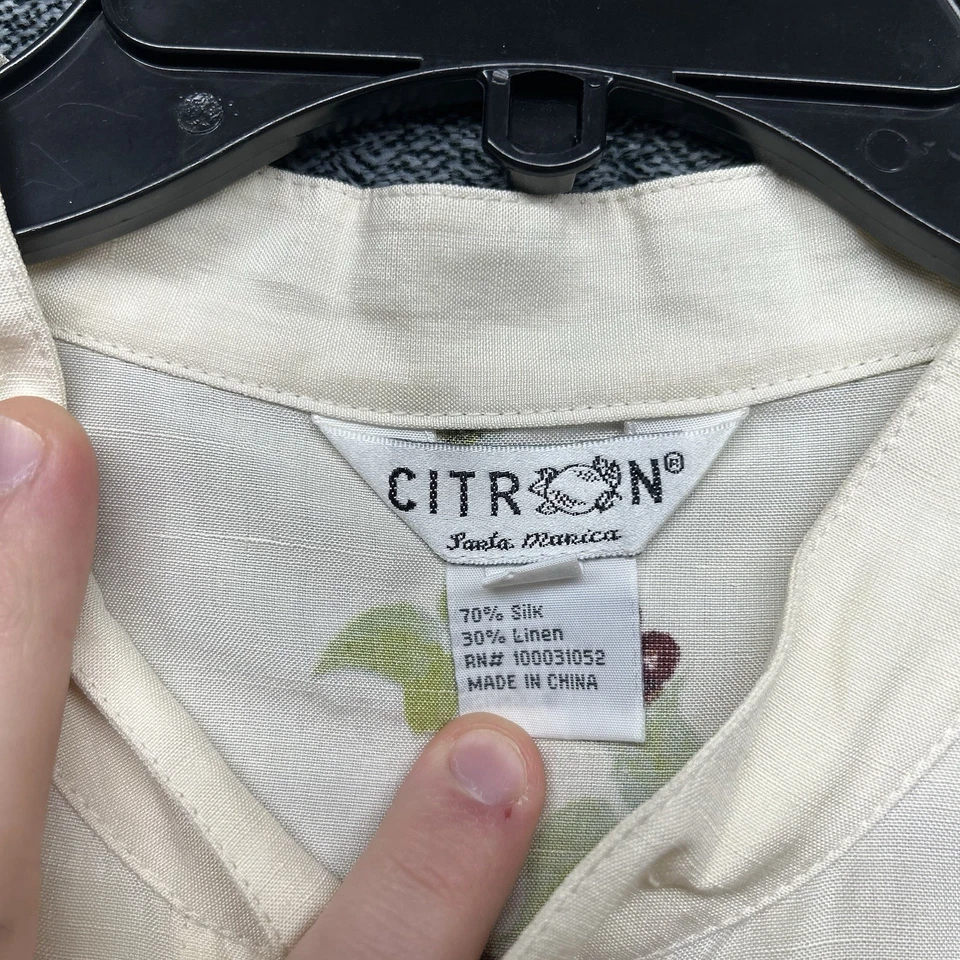 CITRON®
Santa Monica
70% Silk
30% Linen
RN# 100031052
MADE IN CHINA